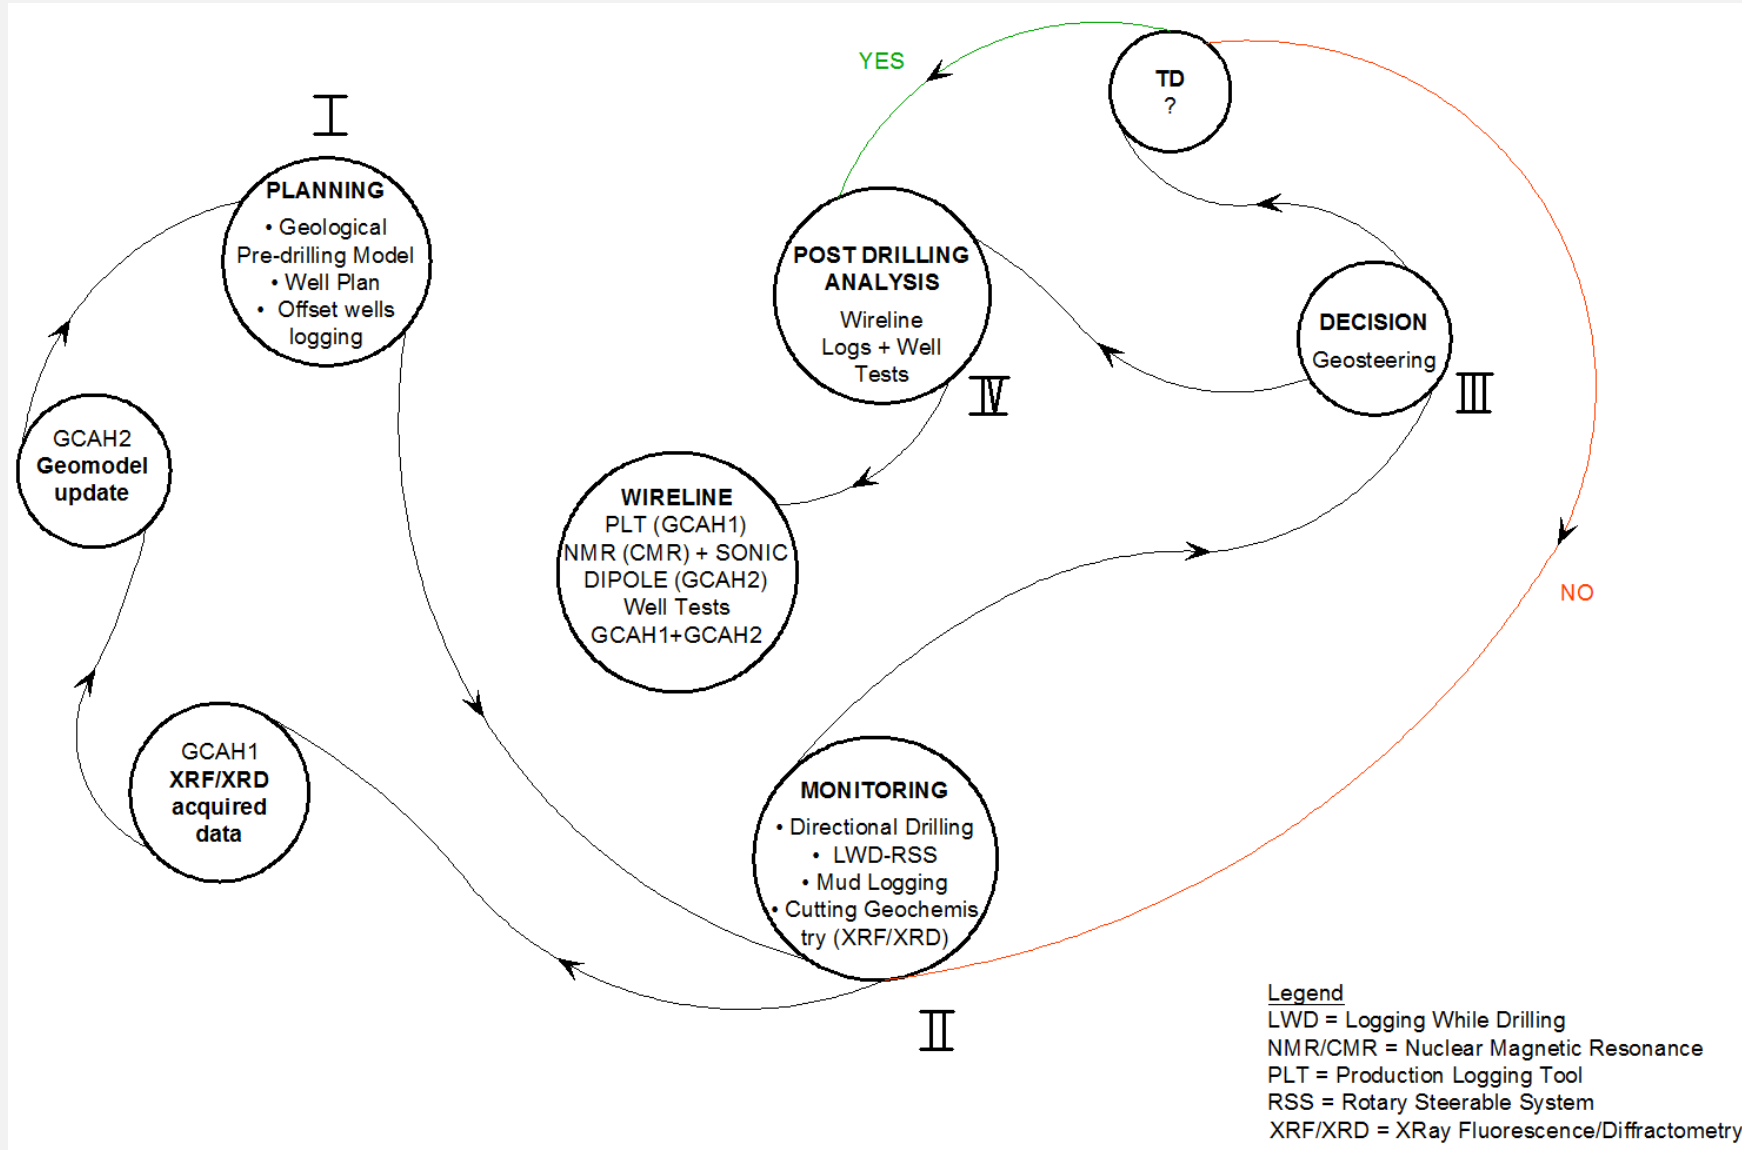 I
PLANNING
• Geological
Pre-drilling Model
• Well Plan
• Offset wells
logging
GCAH2
Geomodel
update
GCAH1
XRF/XRD
acquired
data
YES
TD
?
POST DRILLING
ANALYSIS
Wireline
Logs + Well
Tests
IV
DECISION
Geosteering
III
WIRELINE
PLT (GCAH1)
NMR (CMR) + SONIC
DIPOLE (GCAH2)
Well Tests
GCAH1+GCAH2
NO
MONITORING
• Directional Drilling
• LWD-RSS
• Mud Logging
• Cutting Geochemis
try (XRF/XRD)
II
Legend
LWD = Logging While Drilling
NMR/CMR = Nuclear Magnetic Resonance
PLT = Production Logging Tool
RSS = Rotary Steerable System
XRF/XRD = XRay Fluorescence/Diffractometry